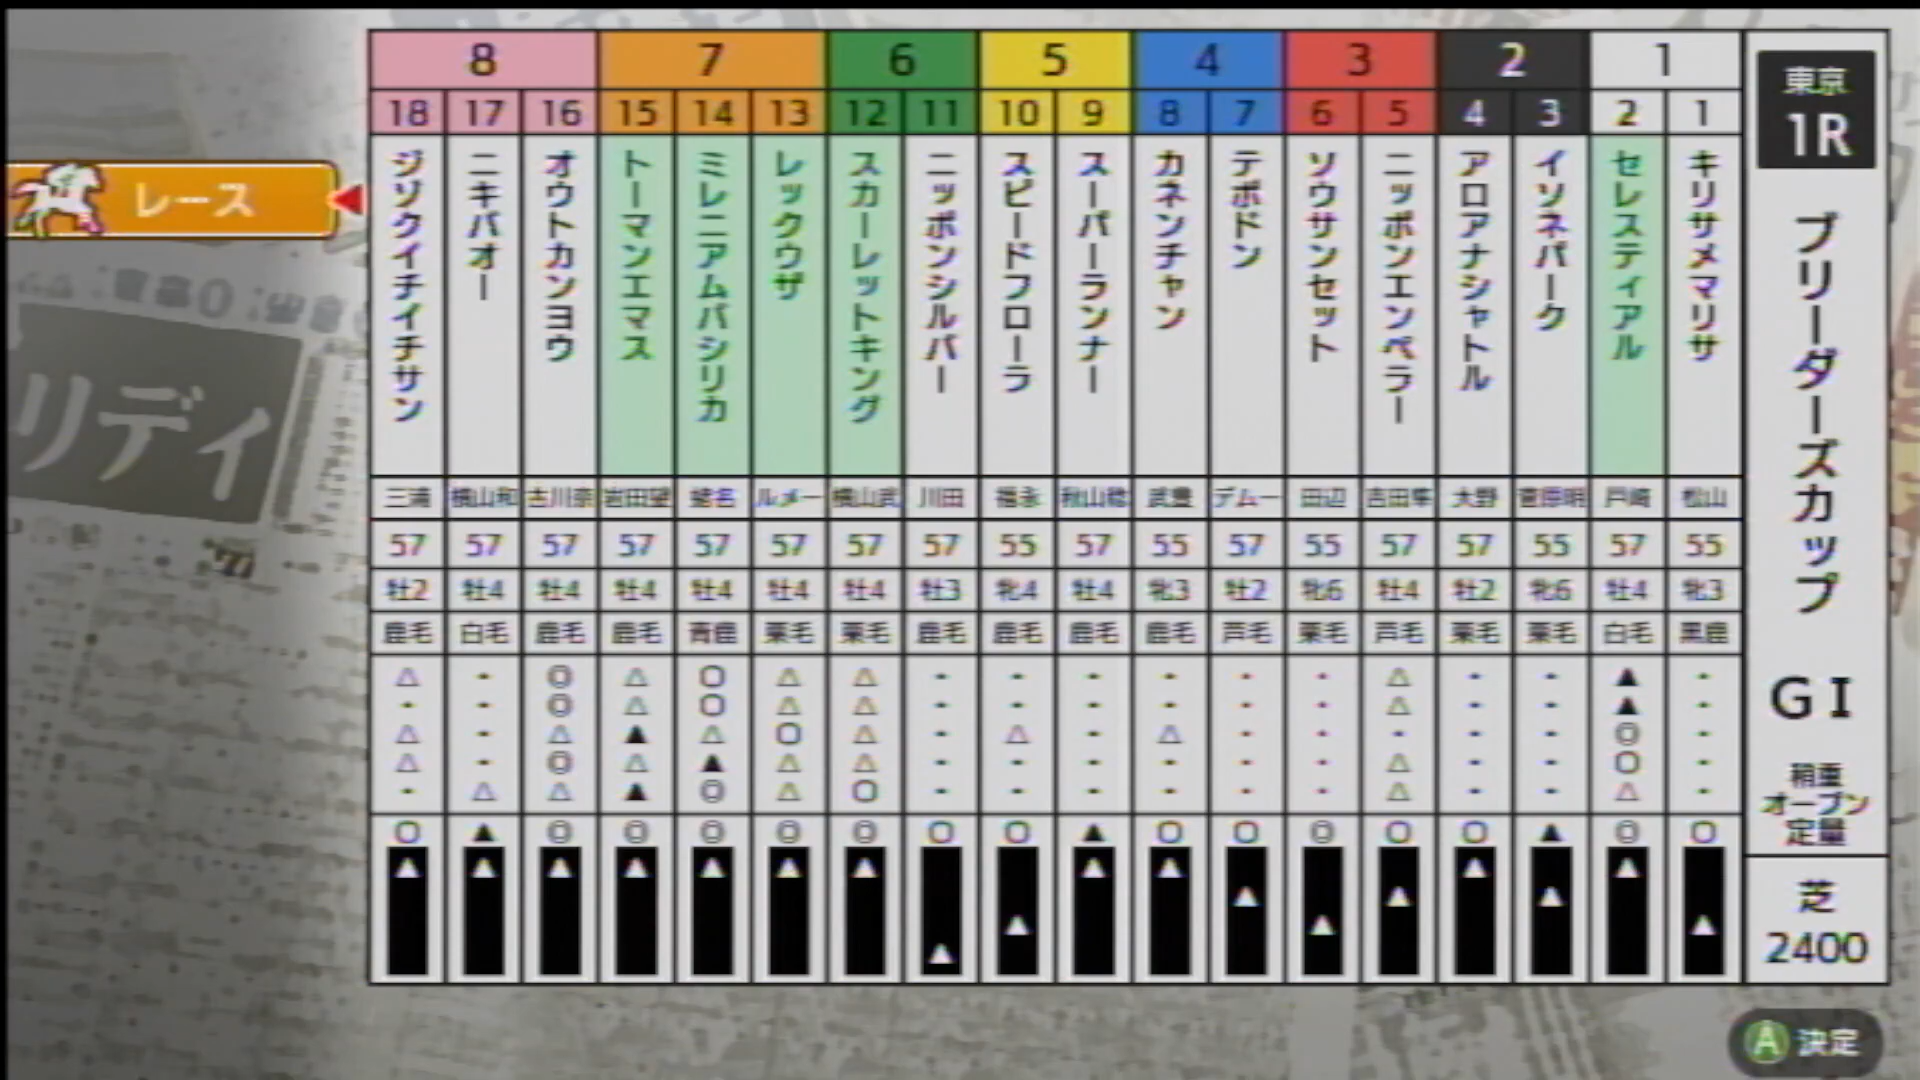 レース
リディ
8 7 6 5 4 3 2 1
18 17 16 15 14 13 12 11 10 9 8 7 6 5 4 3 2 1
ジゾクイチイチサン
ニキバオー
オウトカンヨウ
トーマンエマス
ミレニアムバシリカ
レックウザ
スカーレットキング
ニッポンシルバー
スピードフローラ
スーパーランナー
カネンチャン
テポドン
ソウサンセット
ニッポンエンペラー
アロアナシャトル
イソネパーク
セレスティアル
キリサメマリサ
三浦 横山和 吉川奈 岩田望 蛯名 ルメー 横山武 川田 福永 秋山稔 武豊 デムー 田辺 吉田隼 大野 菅原明 戸崎 松山
57 57 57 57 57 57 57 57 55 57 55 57 55 57 57 55 57 55
牡2 牡4 牡4 牡4 牡4 牡4 牡4 牡3 牝4 牡4 牝3 牡2 牝6 牡4 牡2 牝6 牡4 牝3
鹿毛 白毛 鹿毛 鹿毛 青鹿 栗毛 栗毛 鹿毛 鹿毛 鹿毛 鹿毛 芦毛 栗毛 芦毛 栗毛 栗毛 白毛 黒鹿
△ - ◎ △ ○ △ △ - - - - - - △ - - ▲ -
- - ◎ △ ○ △ △ - - - - - - △ - - ▲ -
△ - △ ▲ △ ○ △ - △ - △ - - - - - ◎ -
△ - ◎ △ ▲ △ △ - - - - - - △ - - ○ -
- △ △ ▲ ◎ △ ○ - - - - - - △ - - △ -
○ ▲ ◎ ◎ ◎ ◎ ◎ ○ ○ ▲ ○ ○ ◎ ○ ○ ▲ ◎ ○
東京
1R
ブリーダーズカップ
GI
稍重
オープン
定量
芝
2400
A 決定